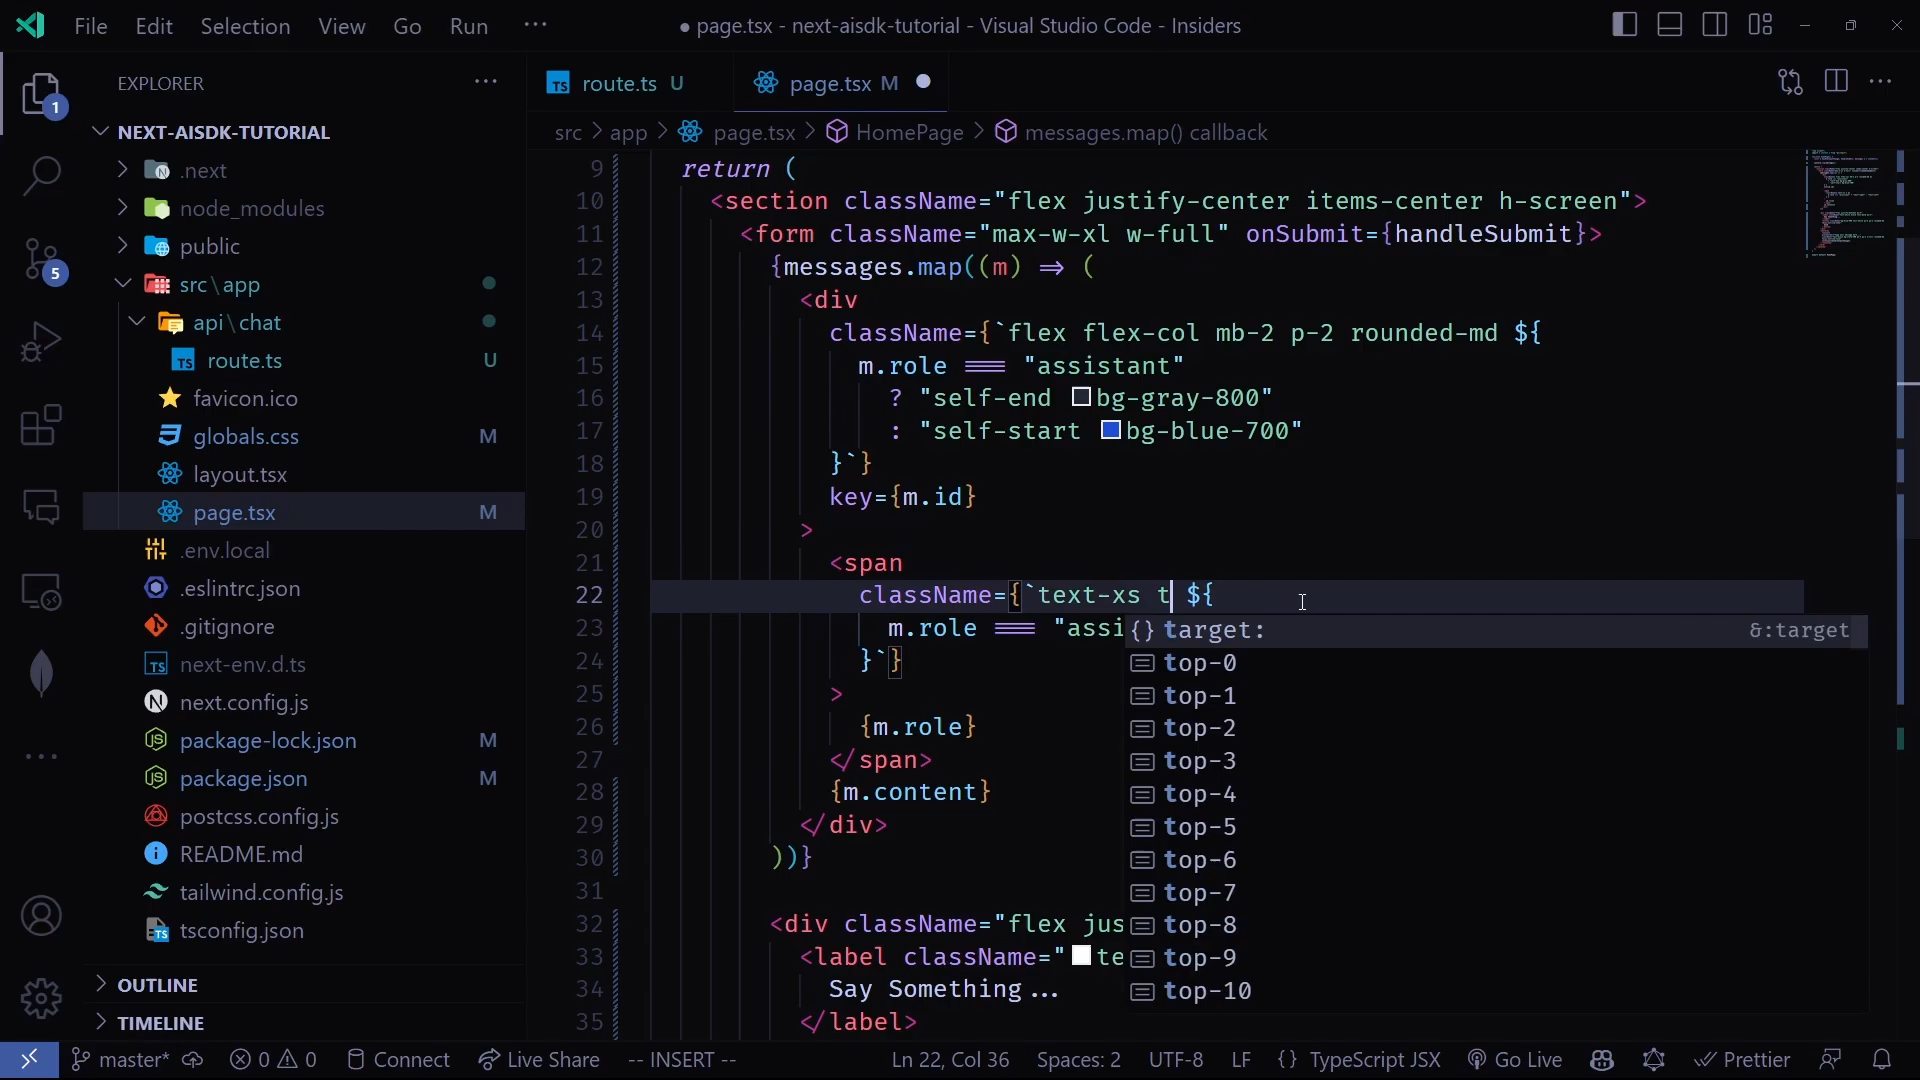 File Edit Selection View Go Run ···
● page.tsx - next-aisdk-tutorial - Visual Studio Code - Insiders
EXPLORER
1
NEXT-AISDK-TUTORIAL
.next
node_modules
public
5
src\app
api\chat
route.ts U
favicon.ico
globals.css M
layout.tsx
page.tsx M
.env.local
.eslintrc.json
.gitignore
next-env.d.ts
next.config.js
package-lock.json M
package.json M
postcss.config.js
README.md
tailwind.config.js
tsconfig.json
OUTLINE
TIMELINE
route.ts U
page.tsx M
src > app > page.tsx > HomePage > messages.map() callback
9 return (
10 <section className="flex justify-center items-center h-screen">
11 <form className="max-w-xl w-full" onSubmit={handleSubmit}>
12 {messages.map((m) => (
13 <div
14 className={`flex flex-col mb-2 p-2 rounded-md ${
15 m.role === "assistant"
16 ? "self-end bg-gray-800"
17 : "self-start bg-blue-700"
18 }`}
19 key={m.id}
20 >
21 <span
22 className={`text-xs t ${
23 m.role === "assi
24 }`}
25 >
26 {m.role}
27 </span>
28 {m.content}
29 </div>
30 ))}
31
32 <div className="flex jus
33 <label className="te
34 Say Something...
35 </label>
{} target: &:target
top-0
top-1
top-2
top-3
top-4
top-5
top-6
top-7
top-8
top-9
top-10
master* 0 0 Connect Live Share -- INSERT -- Ln 22, Col 36 Spaces: 2 UTF-8 LF {} TypeScript JSX Go Live Prettier